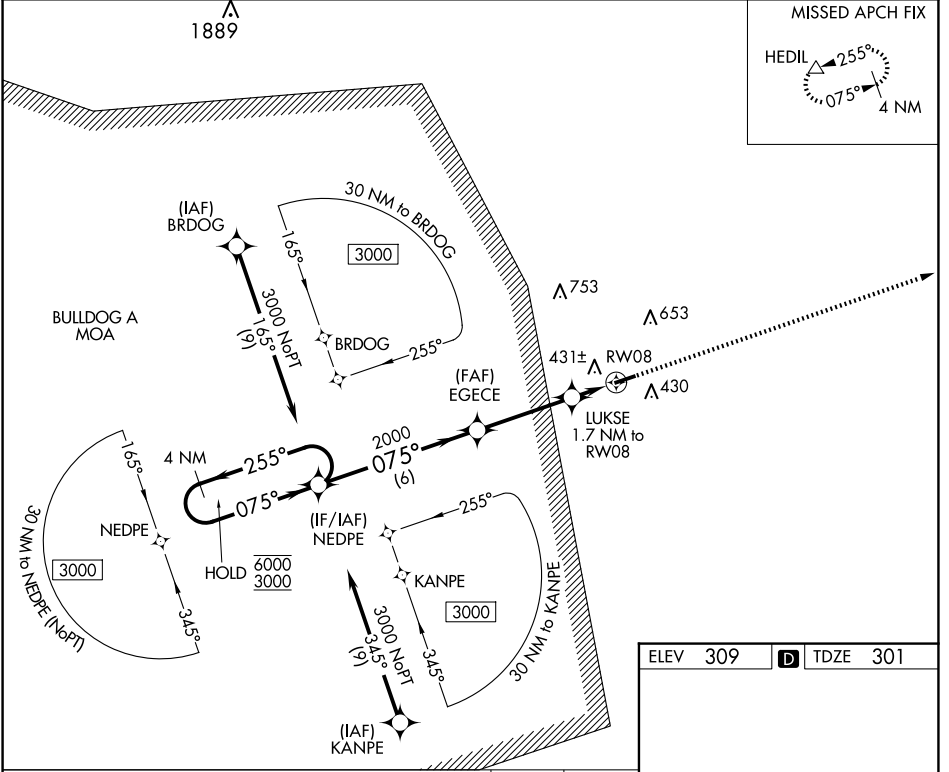 1889
MISSED APCH FIX
HEDIL
255°
075°
4 NM
(IAF)
BRDOG
30 NM to BRDOG
165°
3000
3000 NoPT
165°
(9)
BRDOG
255°
BULLDOG A
MOA
753
653
431± RW08
430
(FAF)
EGECE
LUKSE
1.7 NM to
RW08
2000
075°
(6)
4 NM
255°
075°
165°
NEDPE
30 NM to NEDPE (NoPT)
3000
345°
HOLD
6000
3000
(IF/IAF)
NEDPE
255°
KANPE
3000
30 NM to KANPE
345°
3000 NoPT
345°
(9)
(IAF)
KANPE
ELEV 309 D TDZE 301